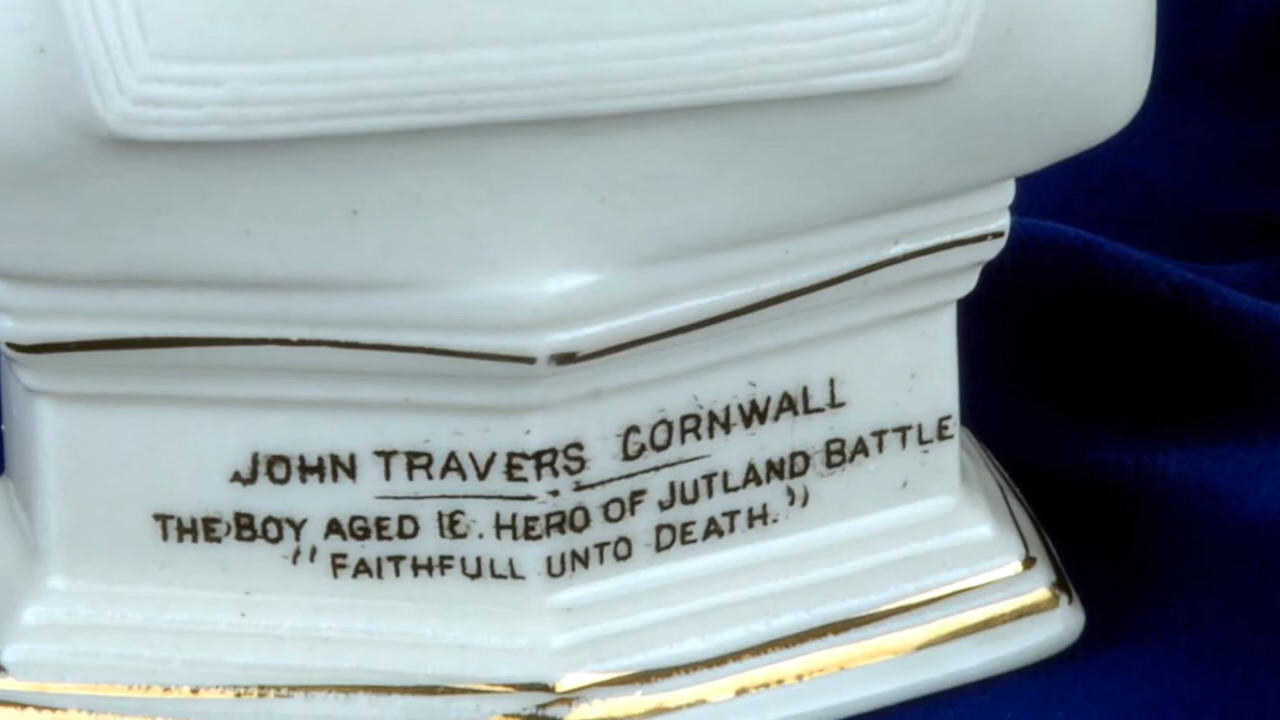 JOHN TRAVERS CORNWALL
THE BOY AGED 16. HERO OF JUTLAND BATTLE
"FAITHFULL UNTO DEATH."